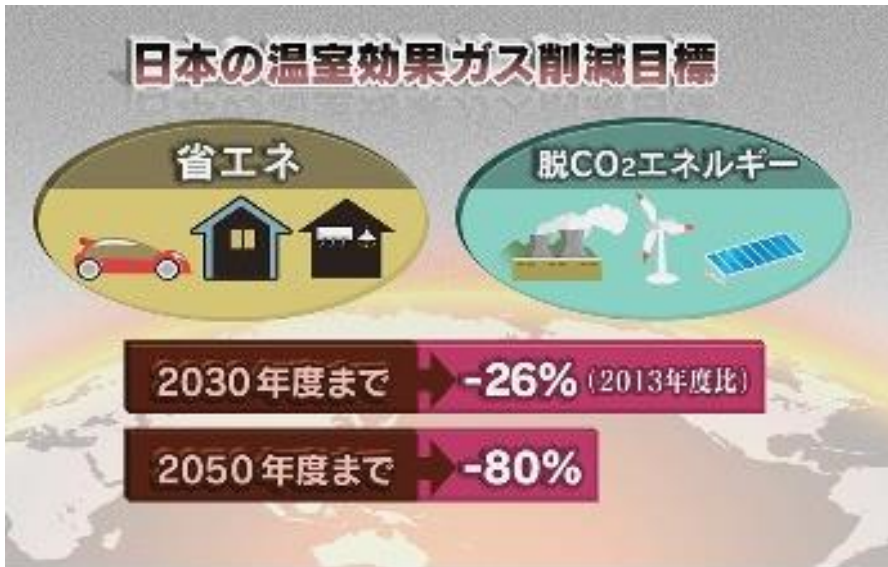 日本の温室効果ガス削減目標
省エネ
脱CO₂エネルギー
2030年度まで -26%（2013年度比）
2050年度まで -80%